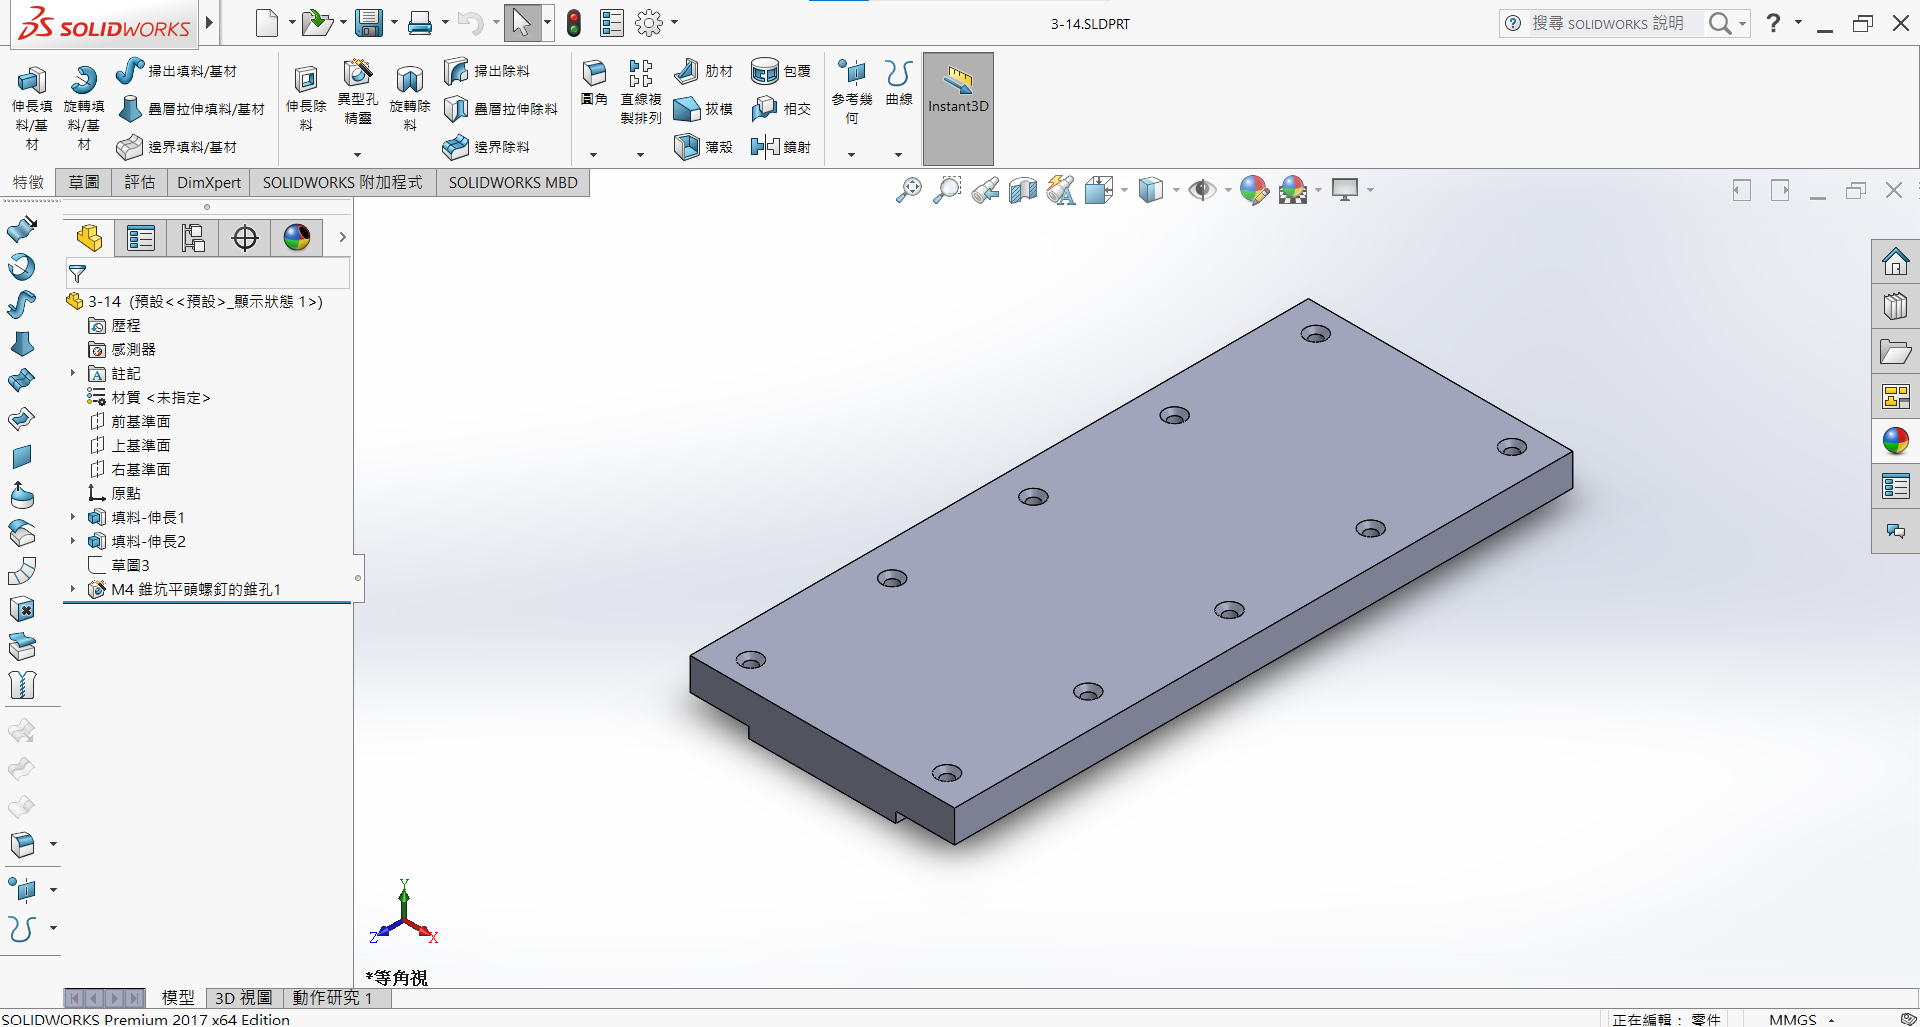 SOLIDWORKS
3-14.SLDPRT
搜尋 SOLIDWORKS 說明
伸長填料/基材
旋轉填料/基材
掃出填料/基材
疊層拉伸填料/基材
邊界填料/基材
伸長除料
異型孔精靈
旋轉除料
掃出除料
疊層拉伸除料
邊界除料
圓角
直線複製排列
肋材
拔模
薄殼
包覆
相交
鏡射
參考幾何
曲線
Instant3D
特徵
草圖
評估
DimXpert
SOLIDWORKS 附加程式
SOLIDWORKS MBD
3-14 (預設<<預設>_顯示狀態 1>)
歷程
感測器
註記
材質 <未指定>
前基準面
上基準面
右基準面
原點
填料-伸長1
填料-伸長2
草圖3
M4 錐坑平頭螺釘的錐孔1
Y
Z
X
*等角視
模型
3D 視圖
動作研究 1
SOLIDWORKS Premium 2017 x64 Edition
正在編輯： 零件
MMGS